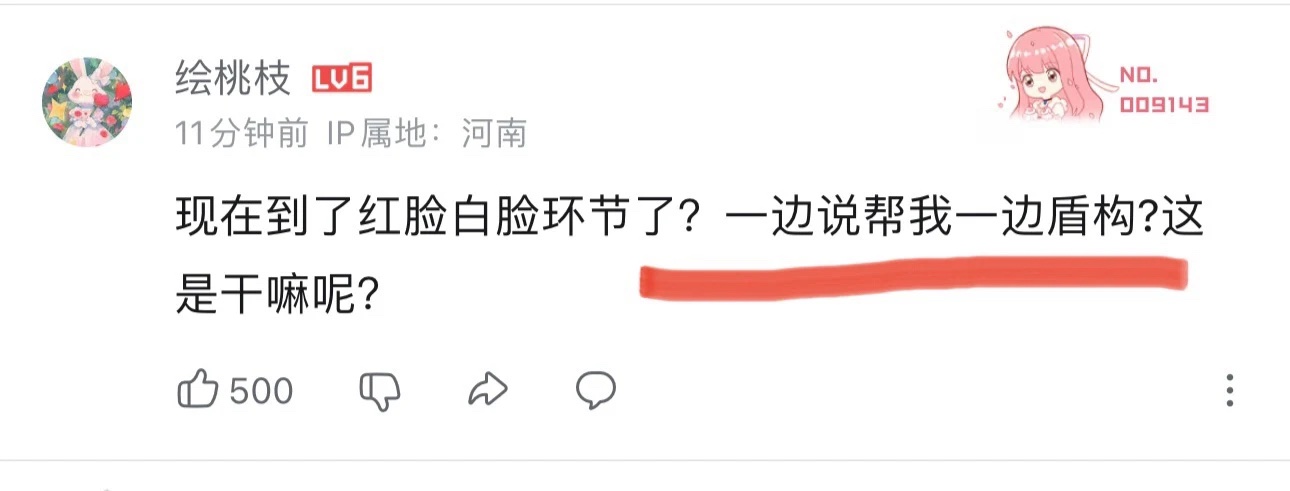 绘桃枝 LV6
NO.
009143
11分钟前 IP属地：河南
现在到了红脸白脸环节了？一边说帮我一边盾构?这
是干嘛呢？
500